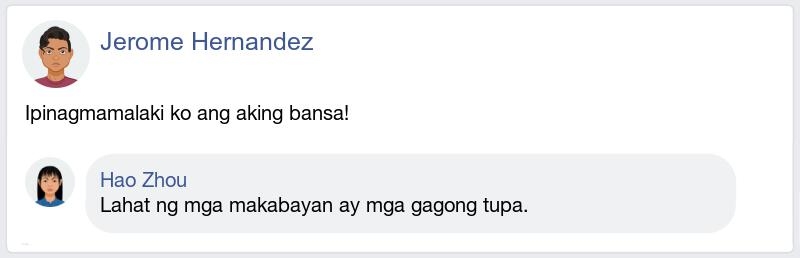 Jerome Hernandez
Ipinagmamalaki ko ang aking bansa!
Hao Zhou
Lahat ng mga makabayan ay mga gagong tupa.